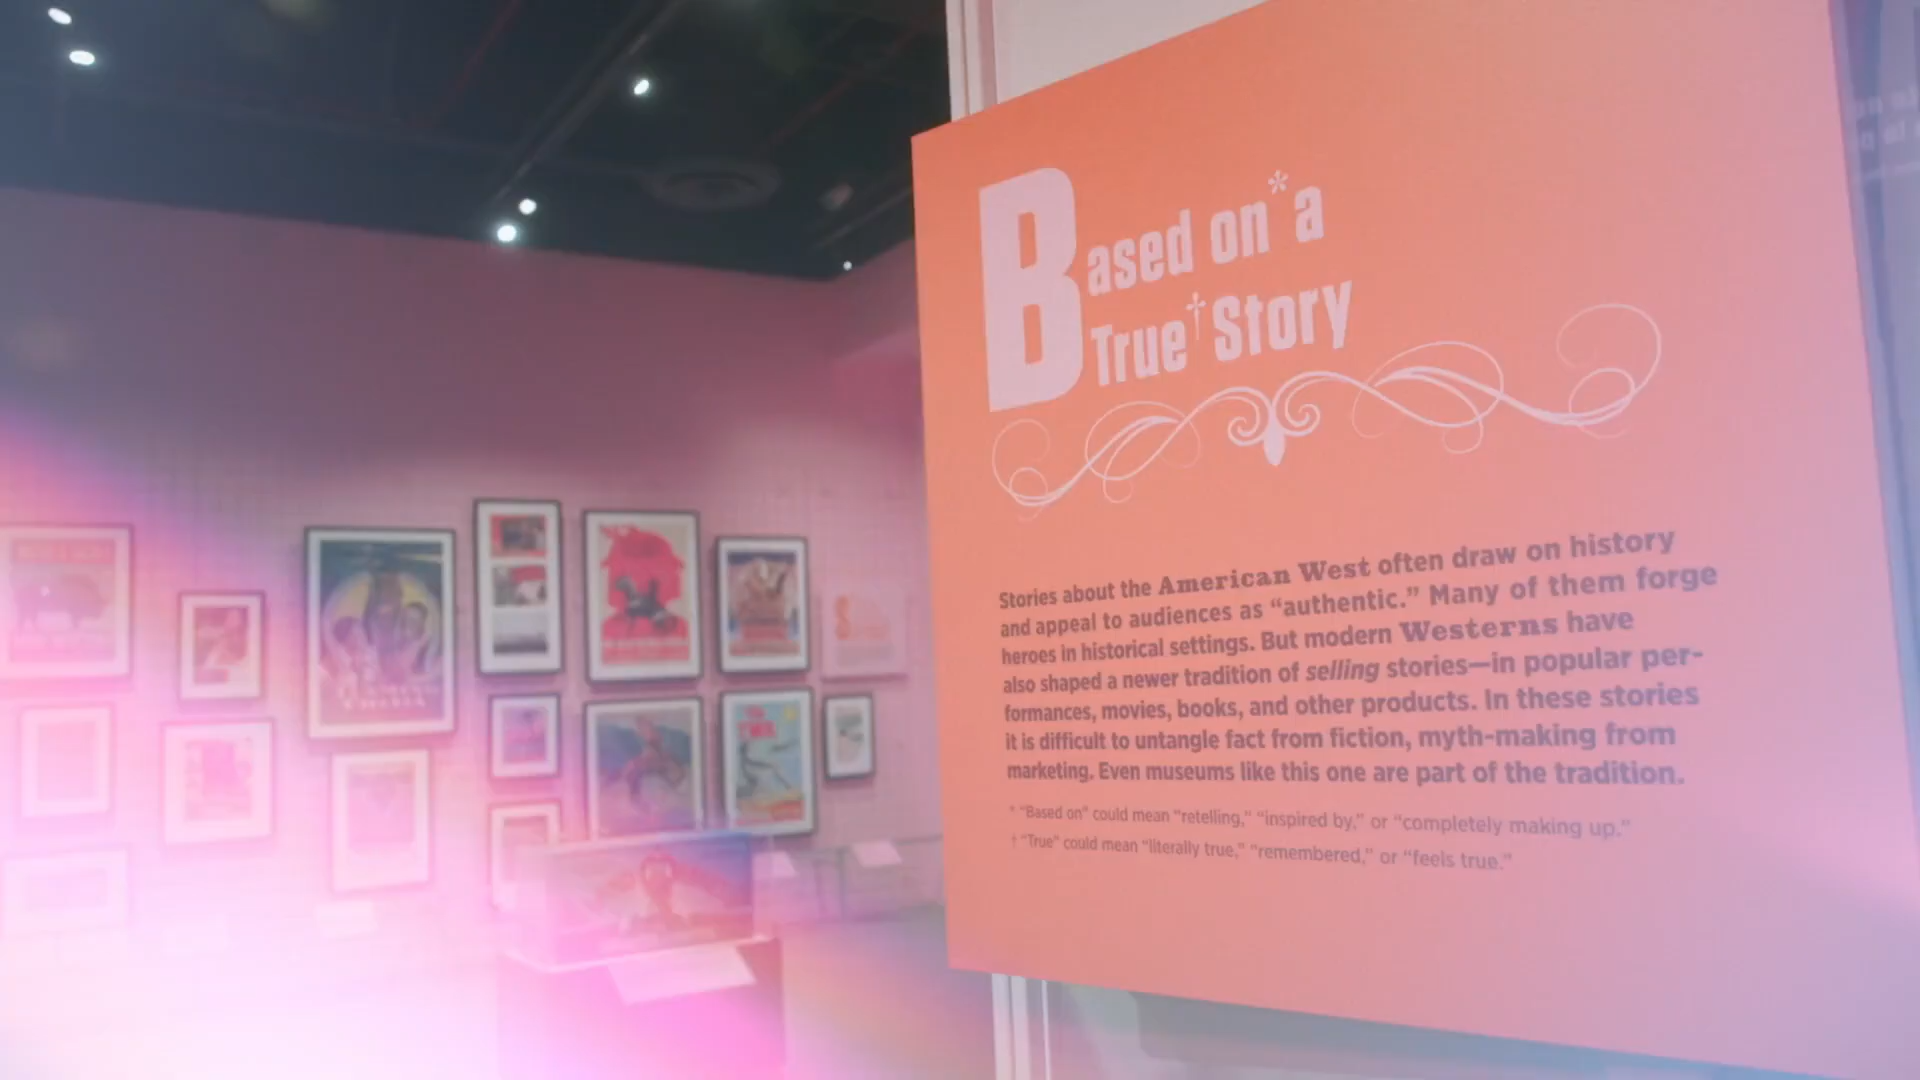 Based on* a
True† Story
Stories about the American West often draw on history
and appeal to audiences as “authentic.” Many of them forge
heroes in historical settings. But modern Westerns have
also shaped a newer tradition of selling stories—in popular per-
formances, movies, books, and other products. In these stories
it is difficult to untangle fact from fiction, myth-making from
marketing. Even museums like this one are part of the tradition.
* “Based on” could mean “retelling,” “inspired by,” or “completely making up.”
† “True” could mean “literally true,” “remembered,” or “feels true.”